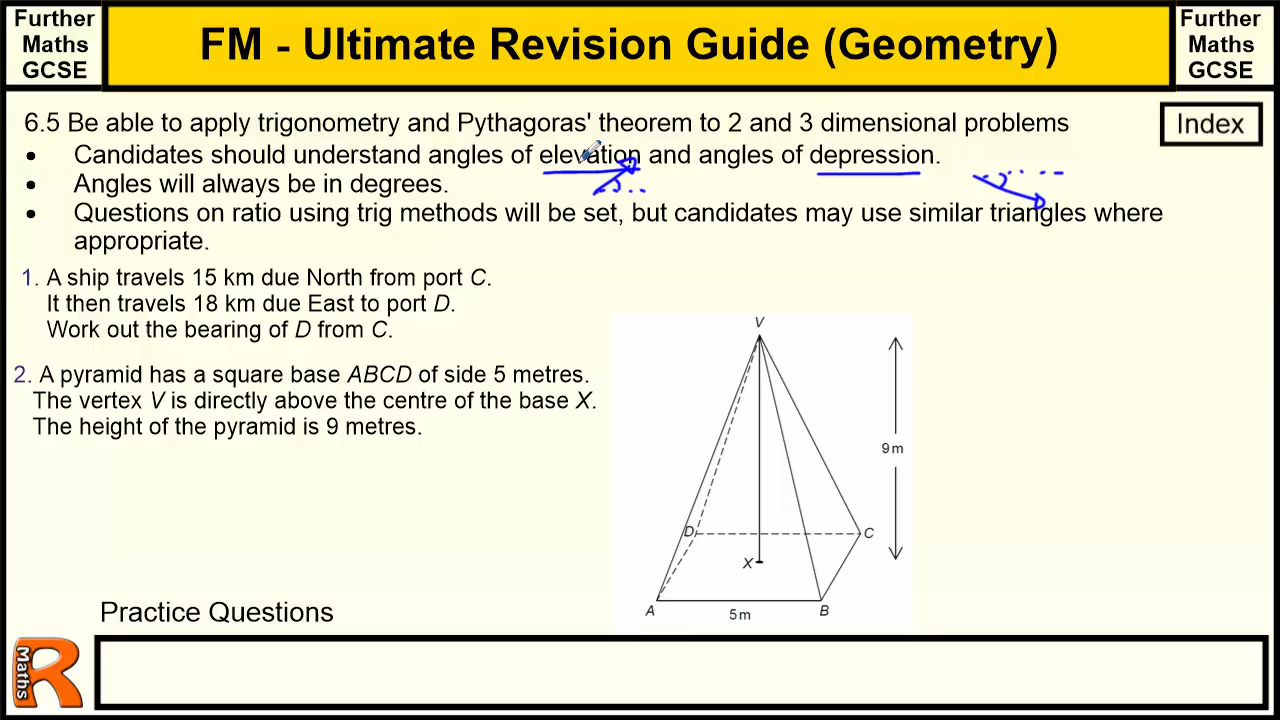 Further
Maths
GCSE
FM - Ultimate Revision Guide (Geometry)
Further
Maths
GCSE
6.5 Be able to apply trigonometry and Pythagoras' theorem to 2 and 3 dimensional problems
Index
• Candidates should understand angles of elevation and angles of depression.
• Angles will always be in degrees.
• Questions on ratio using trig methods will be set, but candidates may use similar triangles where
appropriate.
1. A ship travels 15 km due North from port C.
It then travels 18 km due East to port D.
Work out the bearing of D from C.
2. A pyramid has a square base ABCD of side 5 metres.
The vertex V is directly above the centre of the base X.
The height of the pyramid is 9 metres.
V
9 m
D
C
X
A
5 m
B
Practice Questions
R
Maths